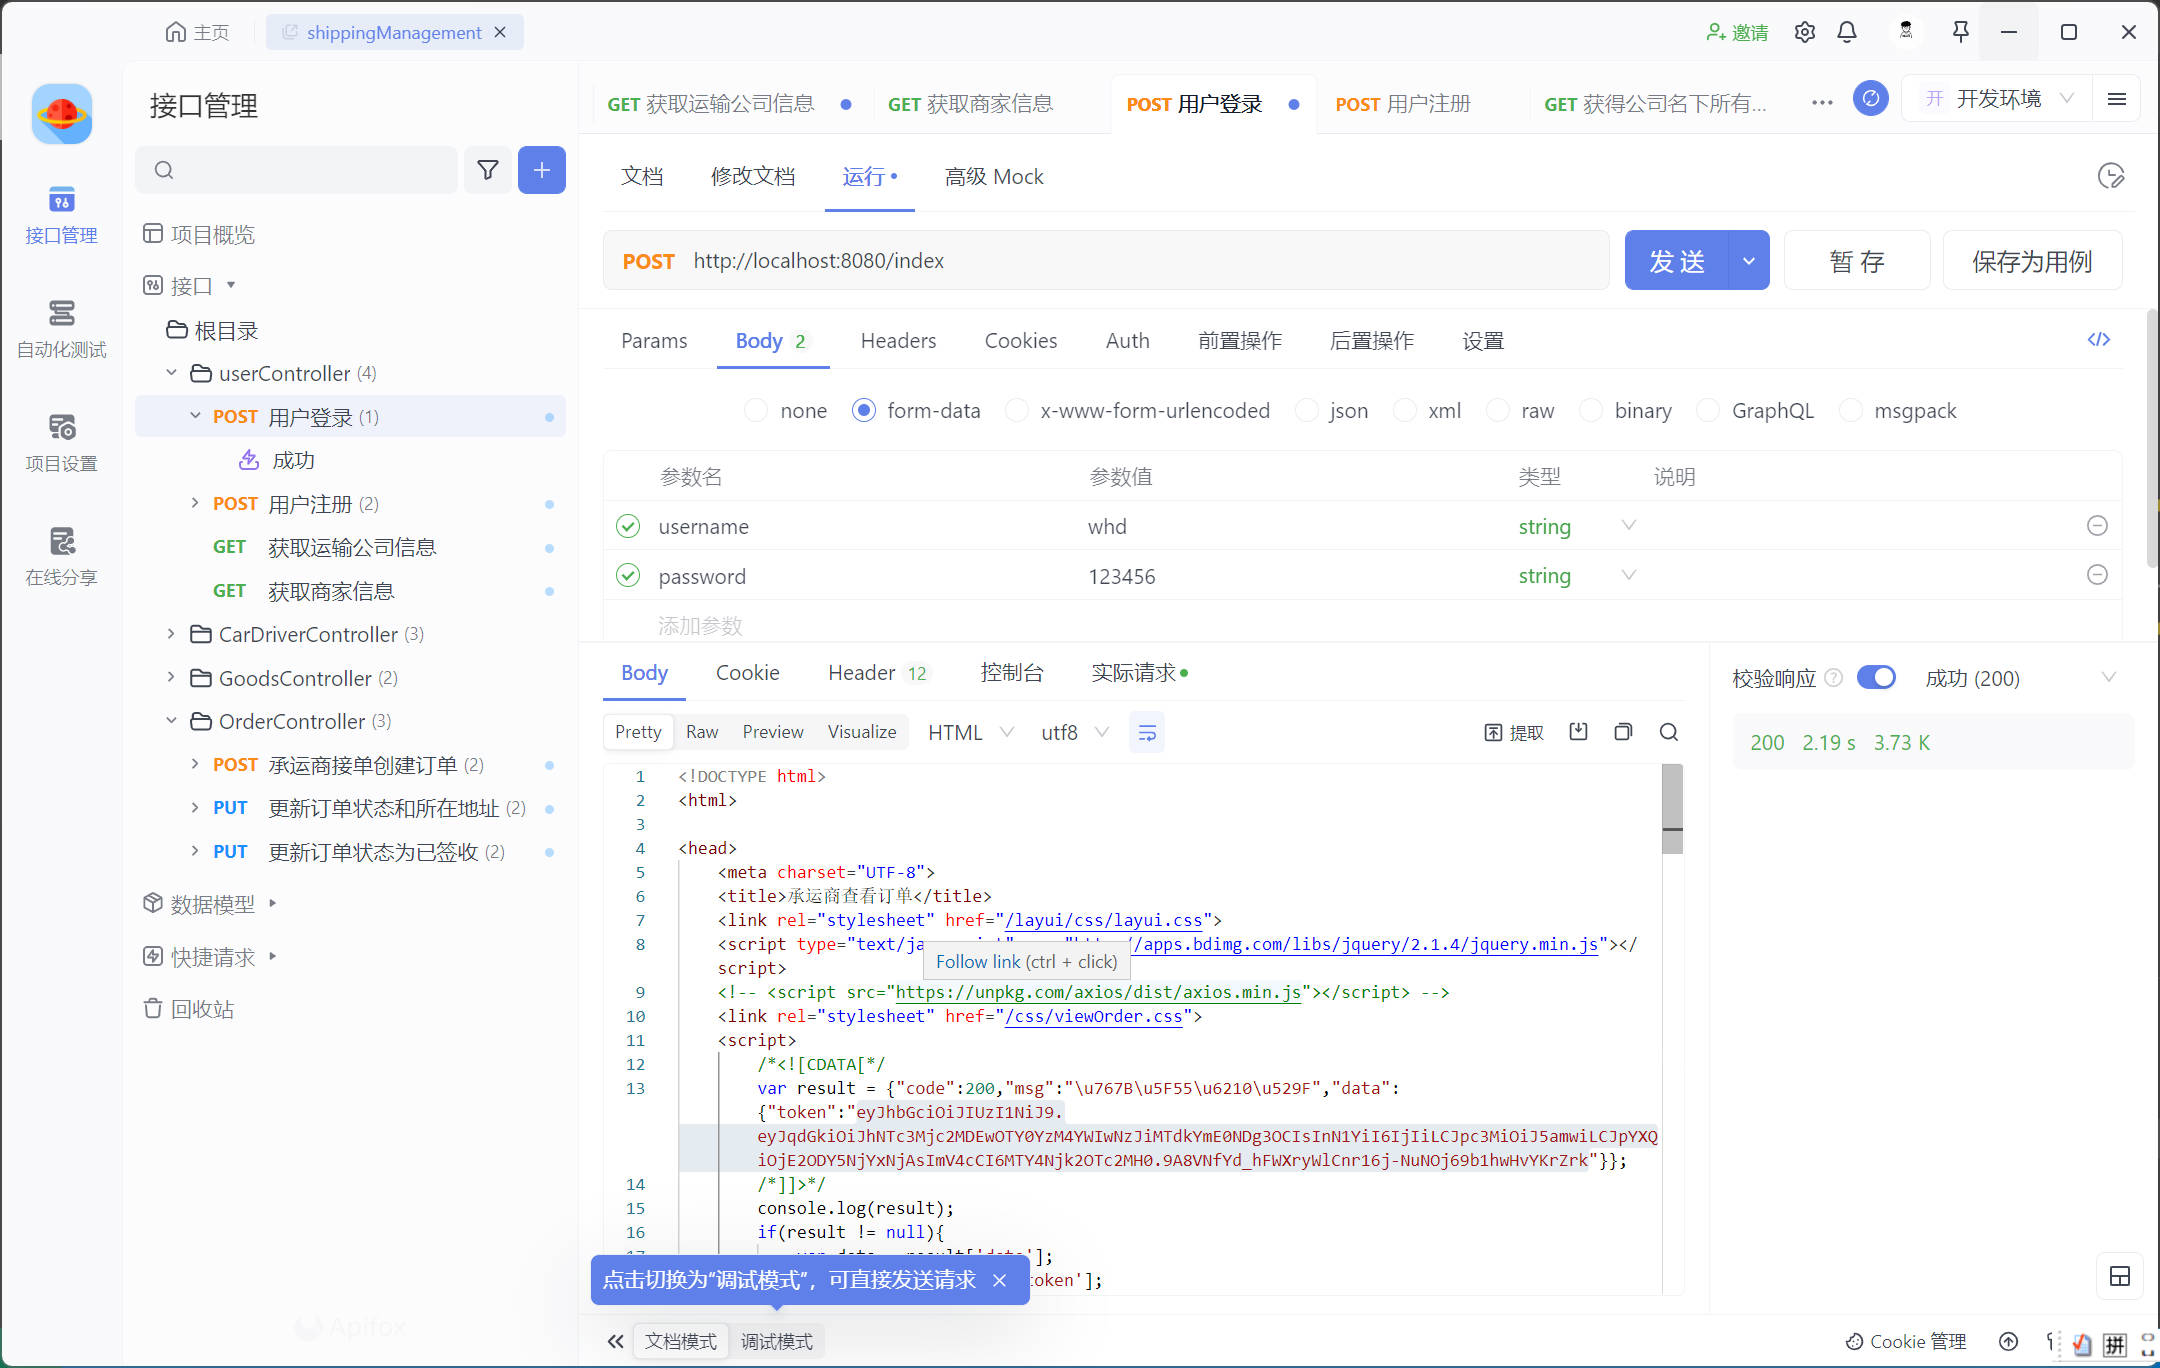 主页
shippingManagement
邀请
接口管理
自动化测试
项目设置
在线分享
接口管理
项目概览
接口
根目录
userController (4)
POST 用户登录 (1)
成功
POST 用户注册 (2)
GET 获取运输公司信息
GET 获取商家信息
CarDriverController (3)
GoodsController (2)
OrderController (3)
POST 承运商接单创建订单 (2)
PUT 更新订单状态和所在地址 (2)
PUT 更新订单状态为已签收 (2)
数据模型
快捷请求
回收站
Apifox
GET 获取运输公司信息
GET 获取商家信息
POST 用户登录
POST 用户注册
GET 获得公司名下所有...
开 开发环境
文档 修改文档 运行 高级 Mock
POST http://localhost:8080/index
发 送
暂 存
保存为用例
Params Body 2 Headers Cookies Auth 前置操作 后置操作 设置
none form-data x-www-form-urlencoded json xml raw binary GraphQL msgpack
参数名 参数值 类型 说明
username whd string
password 123456 string
添加参数
Body Cookie Header 12 控制台 实际请求
Pretty Raw Preview Visualize HTML utf8 提取
校验响应 成功 (200)
200 2.19 s 3.73 K
1 <!DOCTYPE html>
2 <html>
3
4 <head>
5 <meta charset="UTF-8">
6 <title>承运商查看订单</title>
7 <link rel="stylesheet" href="/layui/css/layui.css">
8 <script type="text/ja //apps.bdimg.com/libs/jquery/2.1.4/jquery.min.js"></
script>
Follow link (ctrl + click)
9 <!-- <script src="https://unpkg.com/axios/dist/axios.min.js"></script> -->
10 <link rel="stylesheet" href="/css/viewOrder.css">
11 <script>
12 /*<![CDATA[*/
13 var result = {"code":200,"msg":"\u767B\u5F55\u6210\u529F","data":
{"token":"eyJhbGciOiJIUzI1NiJ9.
eyJqdGkiOiJhNTc3Mjc2MDEwOTY0YzM4YWIwNzJiMTdkYmE0NDg3OCIsInN1YiI6IjIiLCJpc3MiOiJ5amwiLCJpYXQ
iOjE2ODY5NjYxNjAsImV4cCI6MTY4Njk2OTc2MH0.9A8VNfYd_hFWXryWlCnr16j-NuNOj69b1hwHvYKrZrk"}};
14 /*]]>*/
15 console.log(result);
16 if(result != null){
'];
oken'];
点击切换为“调试模式”，可直接发送请求
文档模式 调试模式
Cookie 管理
拼